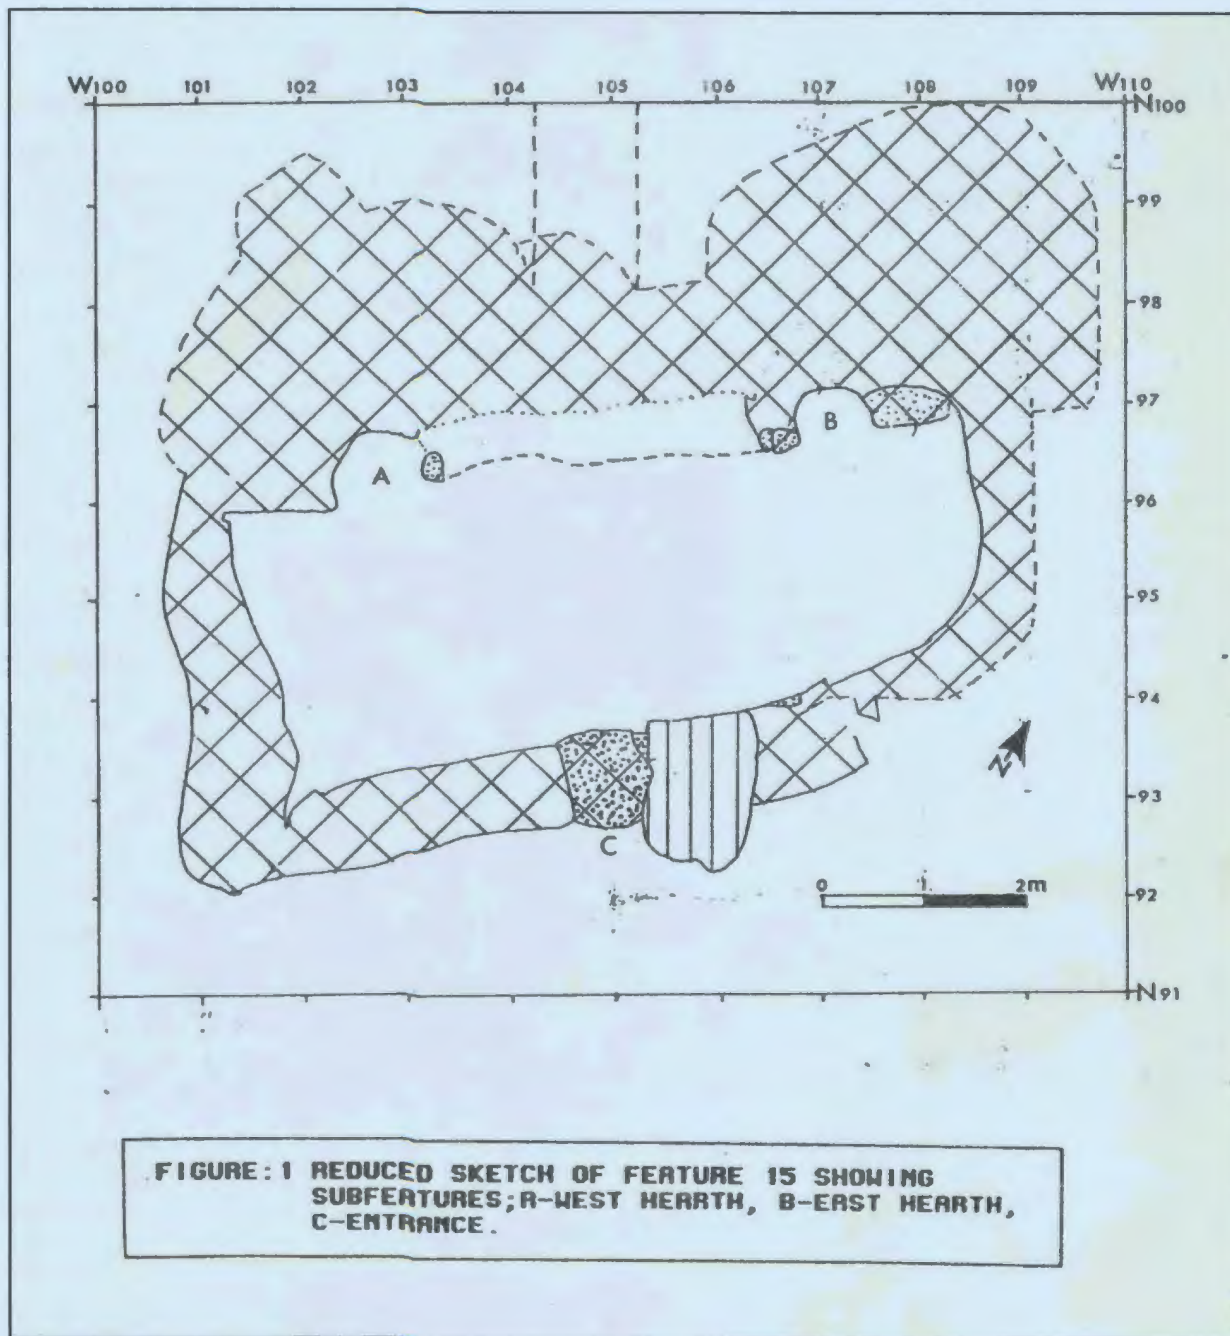 W100 101 102 103 104 105 106 107 108 109 W110
N100
99
98
97
B
A
96
95
94
N
93
C
0 1 2m
92
N91
FIGURE: 1 REDUCED SKETCH OF FEATURE 15 SHOWING
SUBFEATURES; A-WEST HEARTH, B-EAST HEARTH,
C-ENTRANCE.